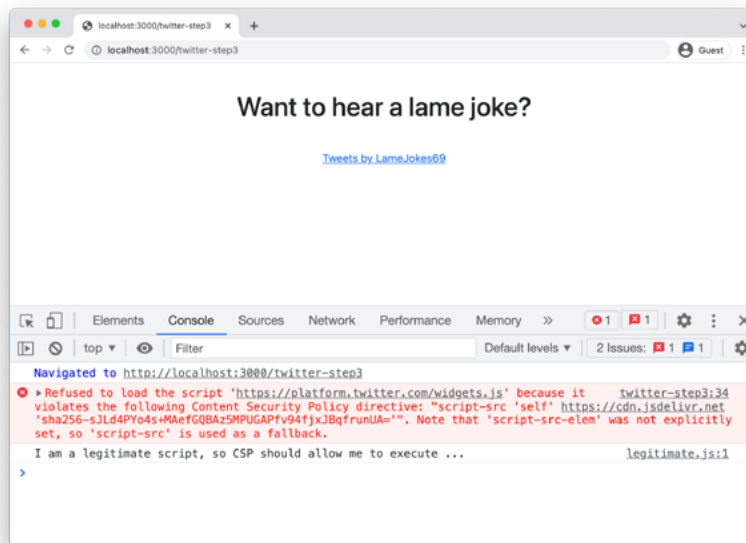 localhost:3000/twitter-step3
localhost:3000/twitter-step3
Guest
Want to hear a lame joke?
Tweets by LameJokes69
Elements Console Sources Network Performance Memory » 1 1
top ▼ Filter Default levels ▼ 2 Issues: 1 1
Navigated to http://localhost:3000/twitter-step3
Refused to load the script 'https://platform.twitter.com/widgets.js' because it twitter-step3:34
violates the following Content Security Policy directive: "script-src 'self' https://cdn.jsdelivr.net
'sha256-sJLd4PYo4s+MAefGQBAz5MPUGAPfv94fjxJBqfrunUA='". Note that 'script-src-elem' was not explicitly
set, so 'script-src' is used as a fallback.
I am a legitimate script, so CSP should allow me to execute ... legitimate.js:1